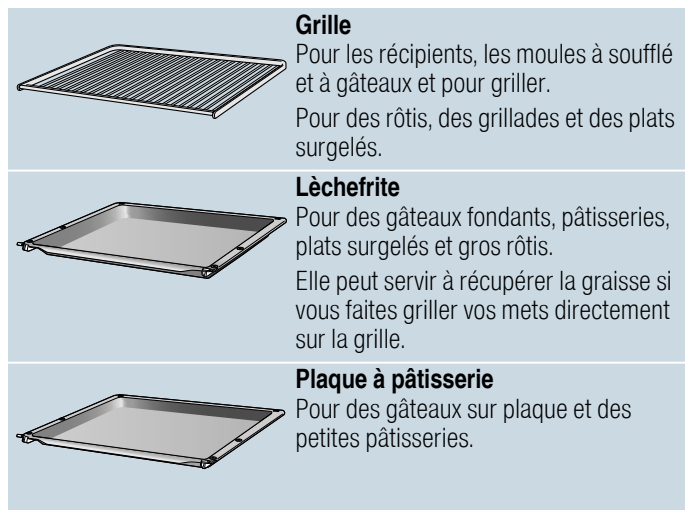 Grille
Pour les récipients, les moules à soufflé
et à gâteaux et pour griller.
Pour des rôtis, des grillades et des plats
surgelés.
Lèchefrite
Pour des gâteaux fondants, pâtisseries,
plats surgelés et gros rôtis.
Elle peut servir à récupérer la graisse si
vous faites griller vos mets directement
sur la grille.
Plaque à pâtisserie
Pour des gâteaux sur plaque et des
petites pâtisseries.